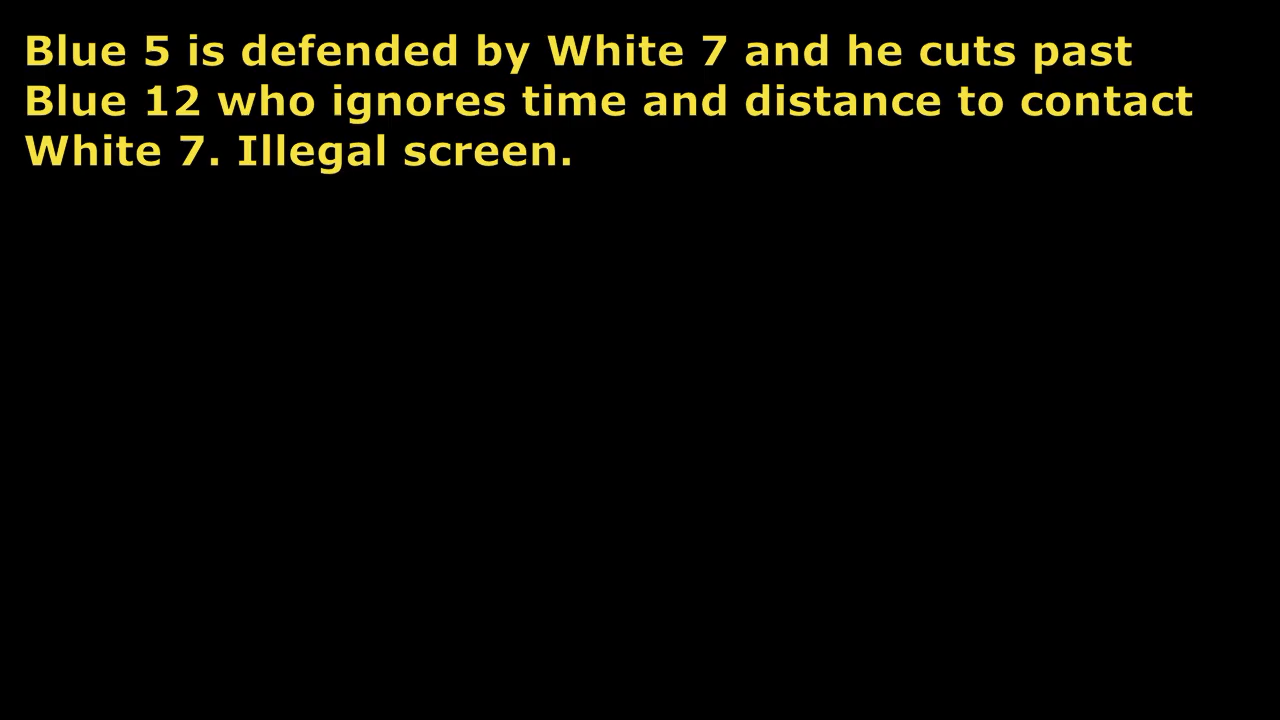 Blue 5 is defended by White 7 and he cuts past
Blue 12 who ignores time and distance to contact
White 7. Illegal screen.